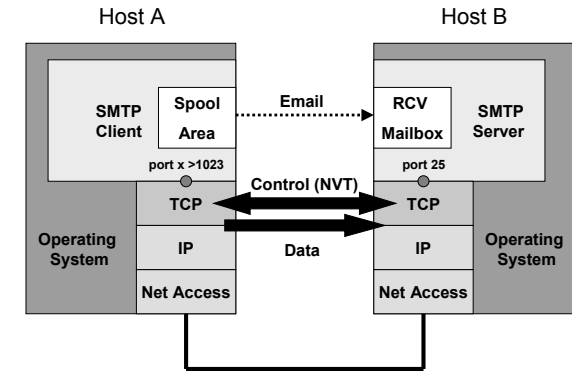 Host A
Host B
SMTP
Client
Spool
Area
Email
RCV
Mailbox
SMTP
Server
port x >1023
port 25
Control (NVT)
TCP
TCP
Operating
System
IP
Data
IP
Operating
System
Net Access
Net Access